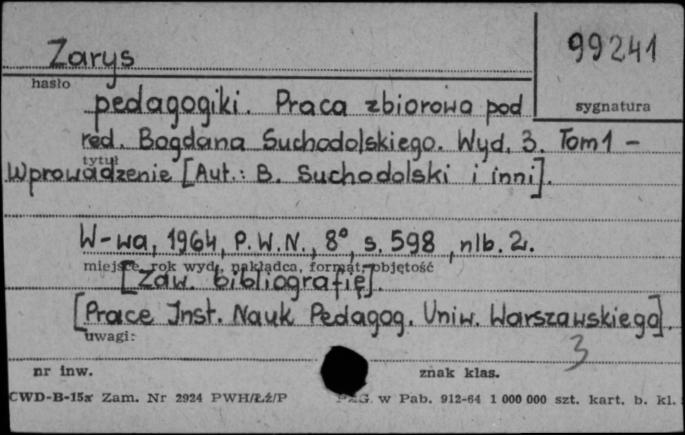 Zarys
99241
hasło
pedagogiki. Praca zbiorowa pod
sygnatura
red. Bogdana Suchodolskiego. Wyd. 3. Tom 1 -
tytuł
Wprowadzenie [Aut.: B. Suchodolski i inni].
W-wa, 1964, P.W.N., 8°, s. 598, nlb. 2.
miejsce, rok wyd., nakładca, format, objętość
[Zaw. bibliografię].
[Prace Inst. Nauk Pedagog. Uniw. Warszawskiego].
uwagi:
3
nr inw.
znak klas.
CWD-B-15x Zam. Nr 2924 PWH/Łź/P
w Pab. 912-64 1 000 000 szt. kart. b. kl.